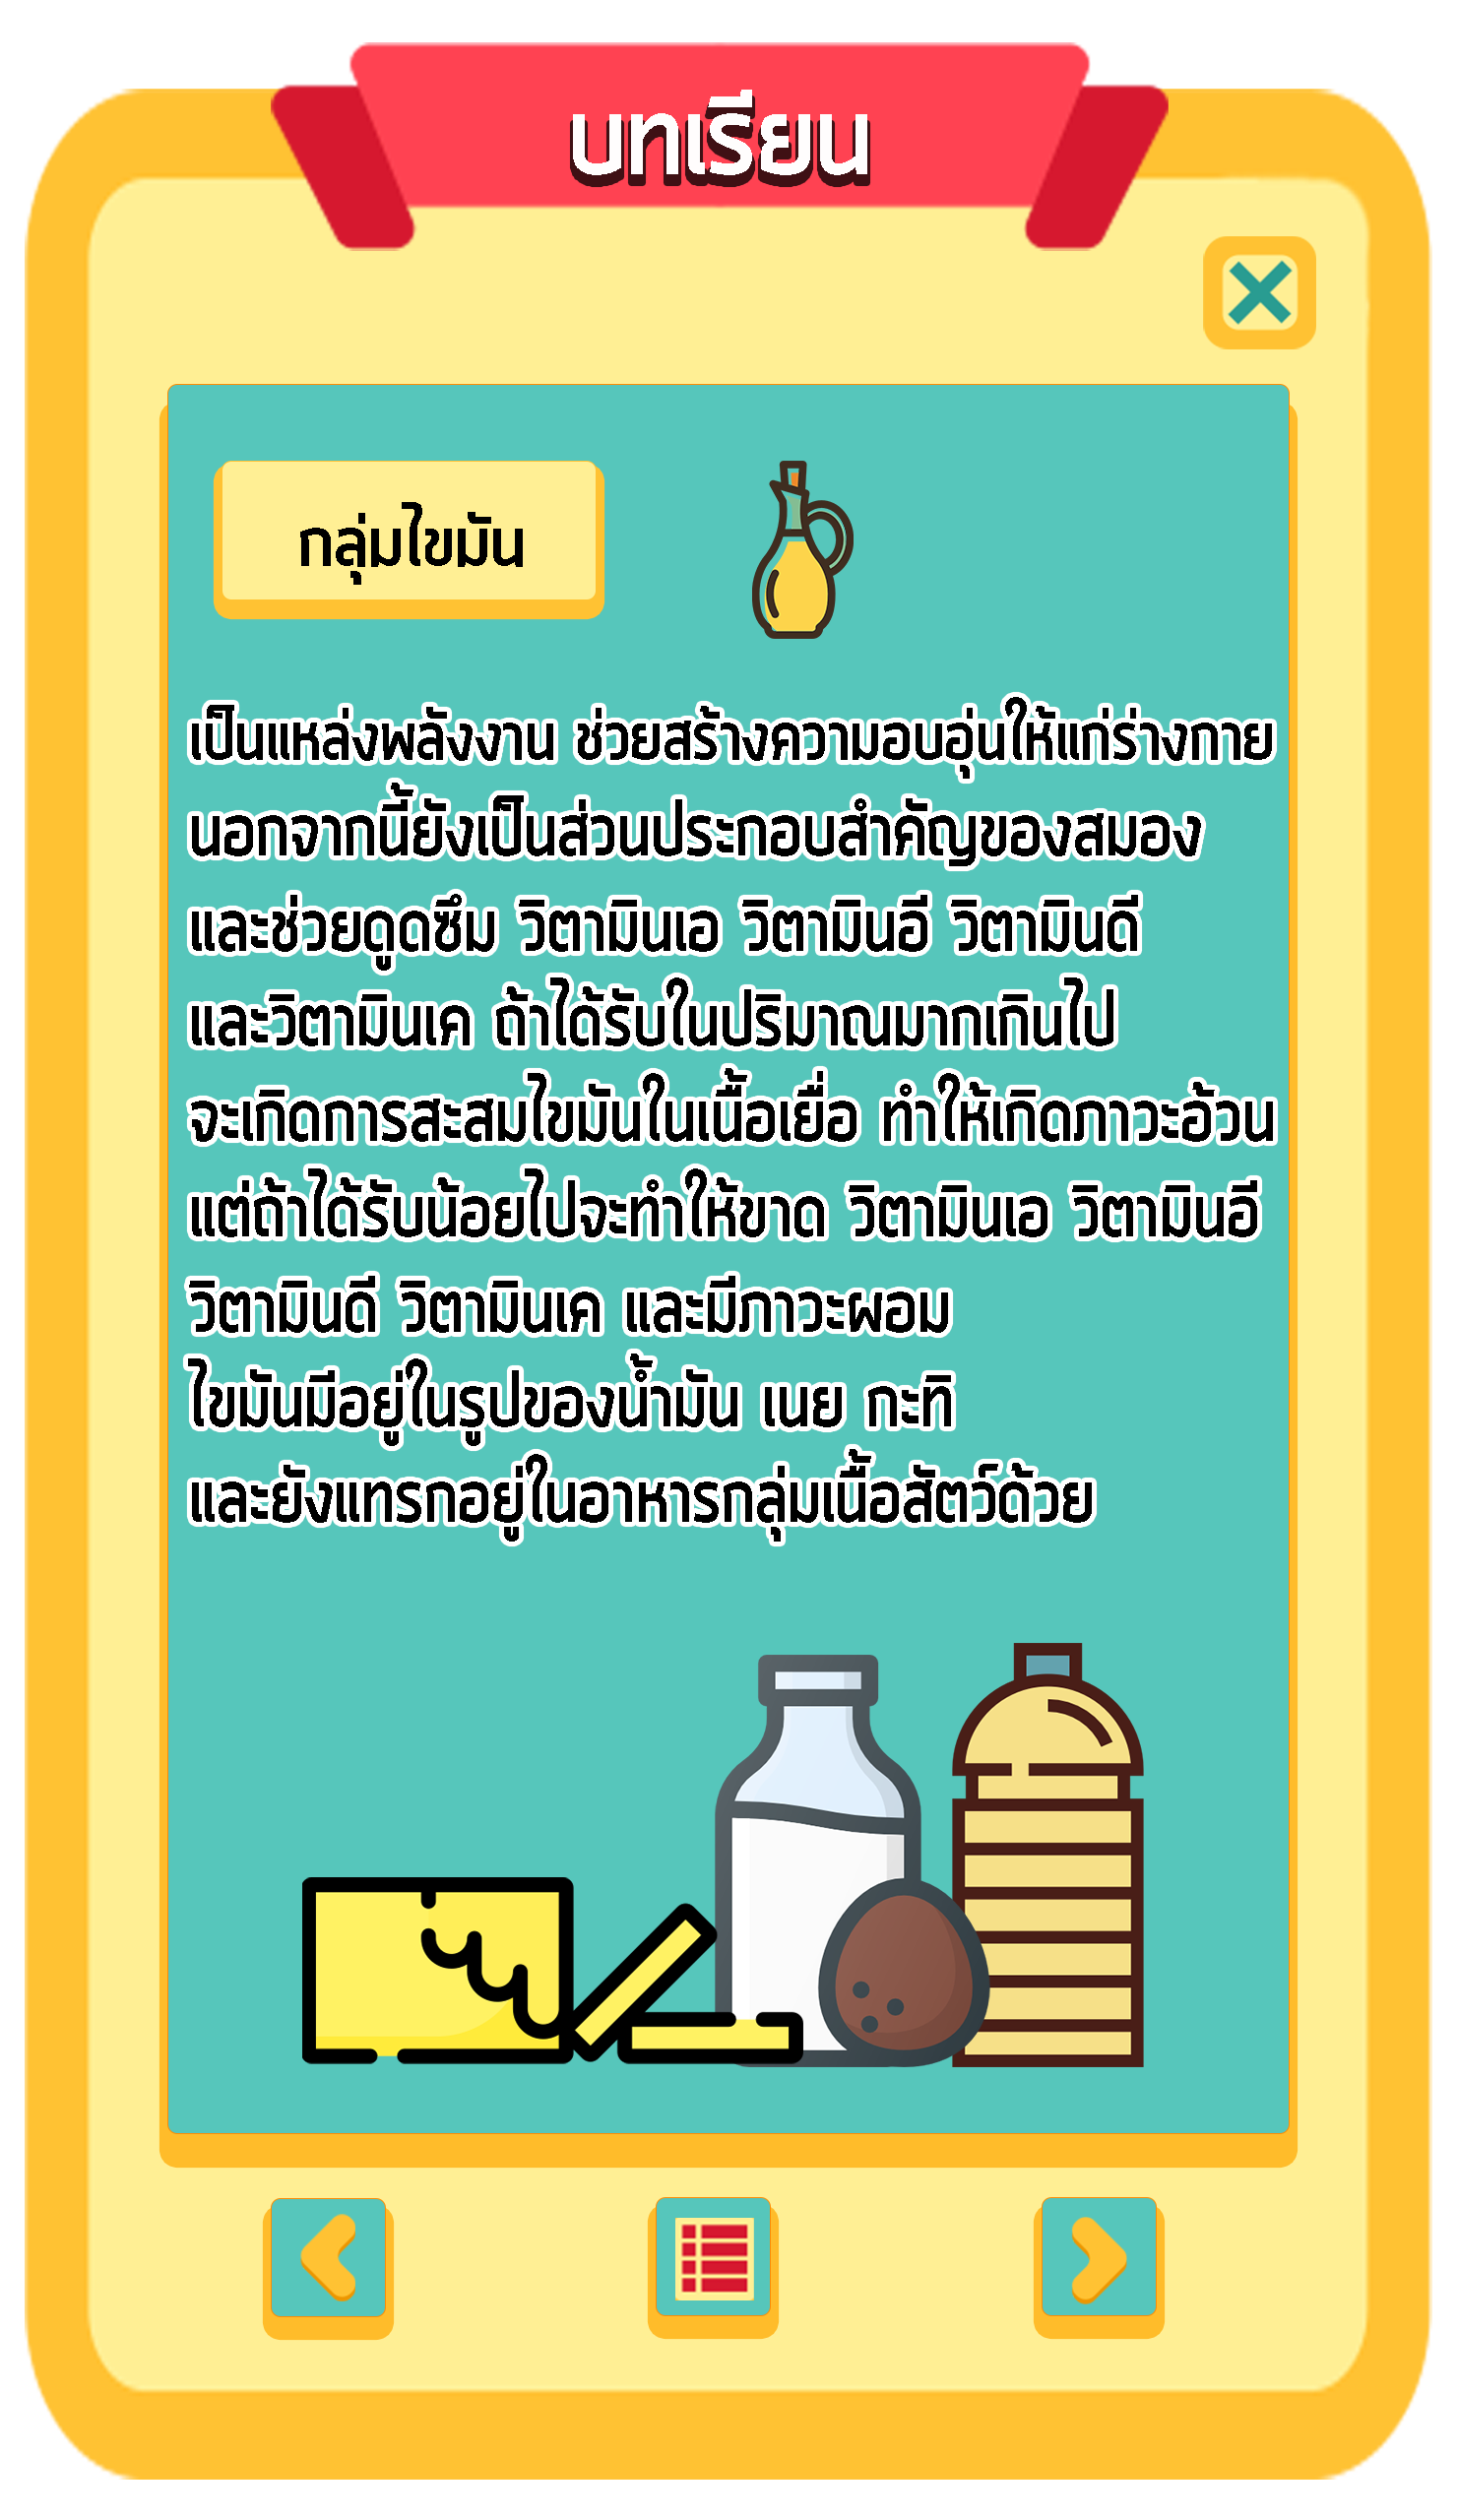 บทเรียน
กลุ่มไขมัน
เป็นแหล่งพลังงาน ช่วยสร้างความอบอุ่นให้แก่ร่างกาย
นอกจากนี้ยังเป็นส่วนประกอบสำคัญของสมอง
และช่วยดูดซึม วิตามินเอ วิตามินอี วิตามินดี
และวิตามินเค ถ้าได้รับในปริมาณมากเกินไป
จะเกิดการสะสมไขมันในเนื้อเยื่อ ทำให้เกิดภาวะอ้วน
แต่ถ้าได้รับน้อยไปจะทำให้ขาด วิตามินเอ วิตามินอี
วิตามินดี วิตามินเค และมีภาวะผอม
ไขมันมีอยู่ในรูปของน้ำมัน เนย กะทิ
และยังแทรกอยู่ในอาหารกลุ่มเนื้อสัตว์ด้วย